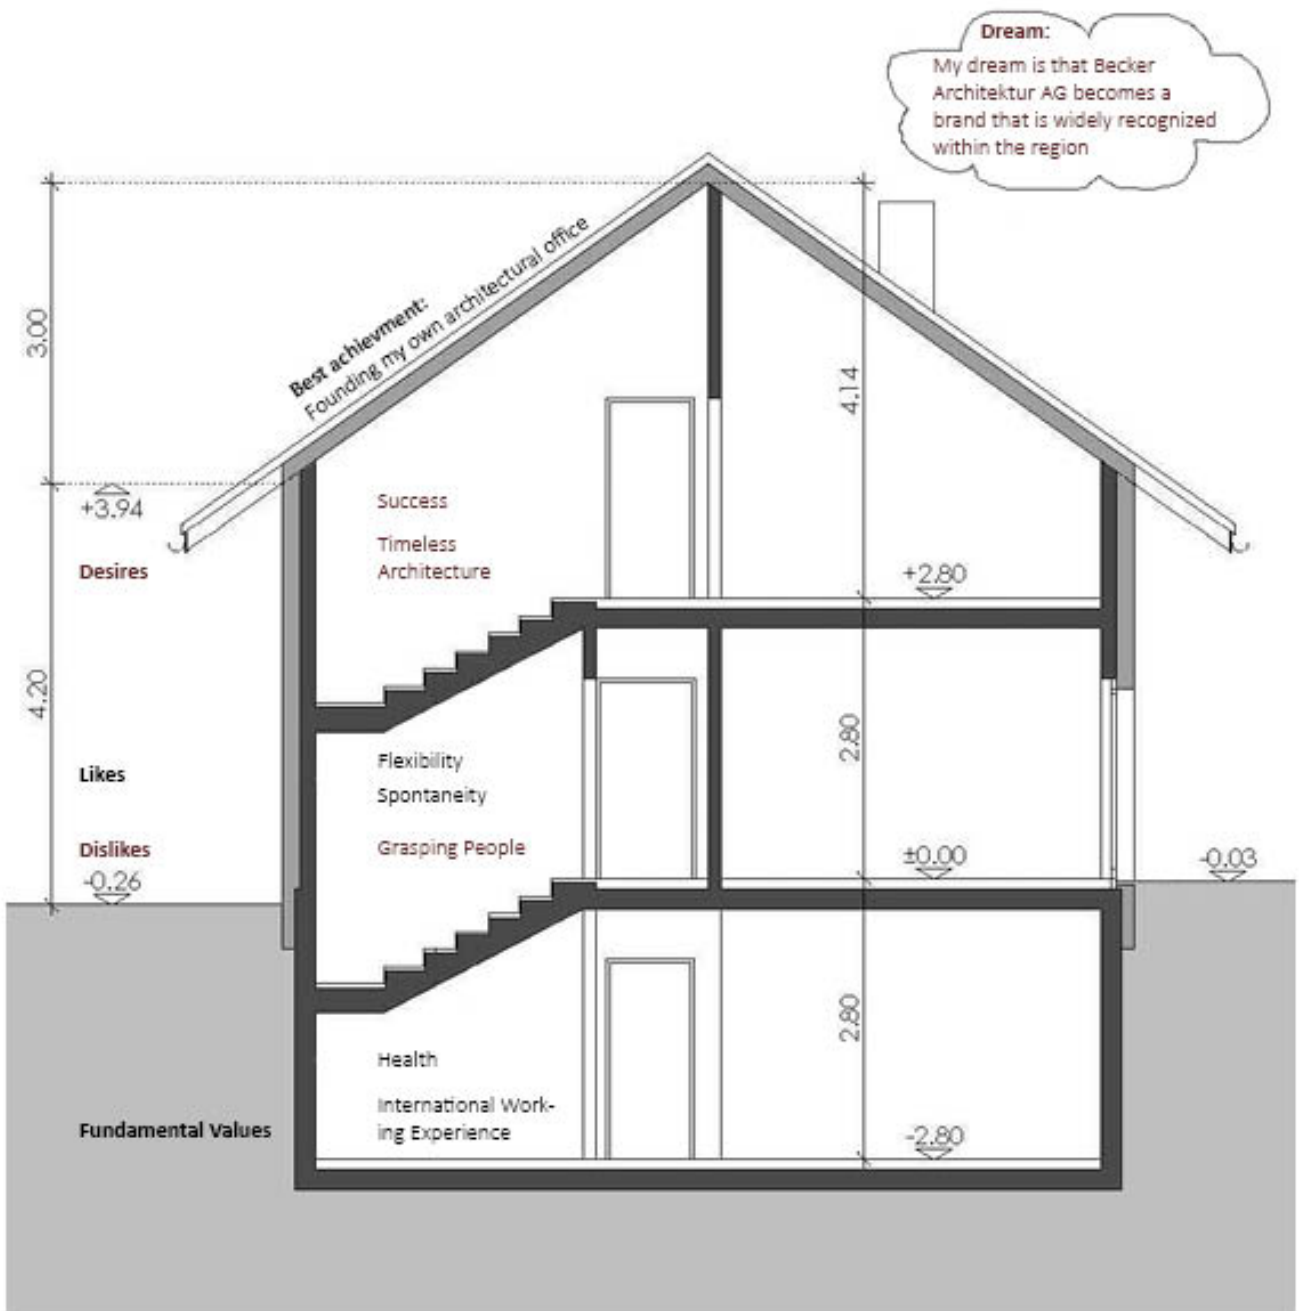 Dream:
My dream is that Becker
Architektur AG becomes a
brand that is widely recognized
within the region
Best achievment:
Founding my own architectural office
3.00
4.14
+3.94
Success
Timeless
Architecture
Desires
+2.80
4.20
2.80
Flexibility
Likes
Spontaneity
Dislikes
Grasping People
±0.00
-0.03
-0.26
2.80
Health
International Work-
ing Experience
Fundamental Values
-2.80